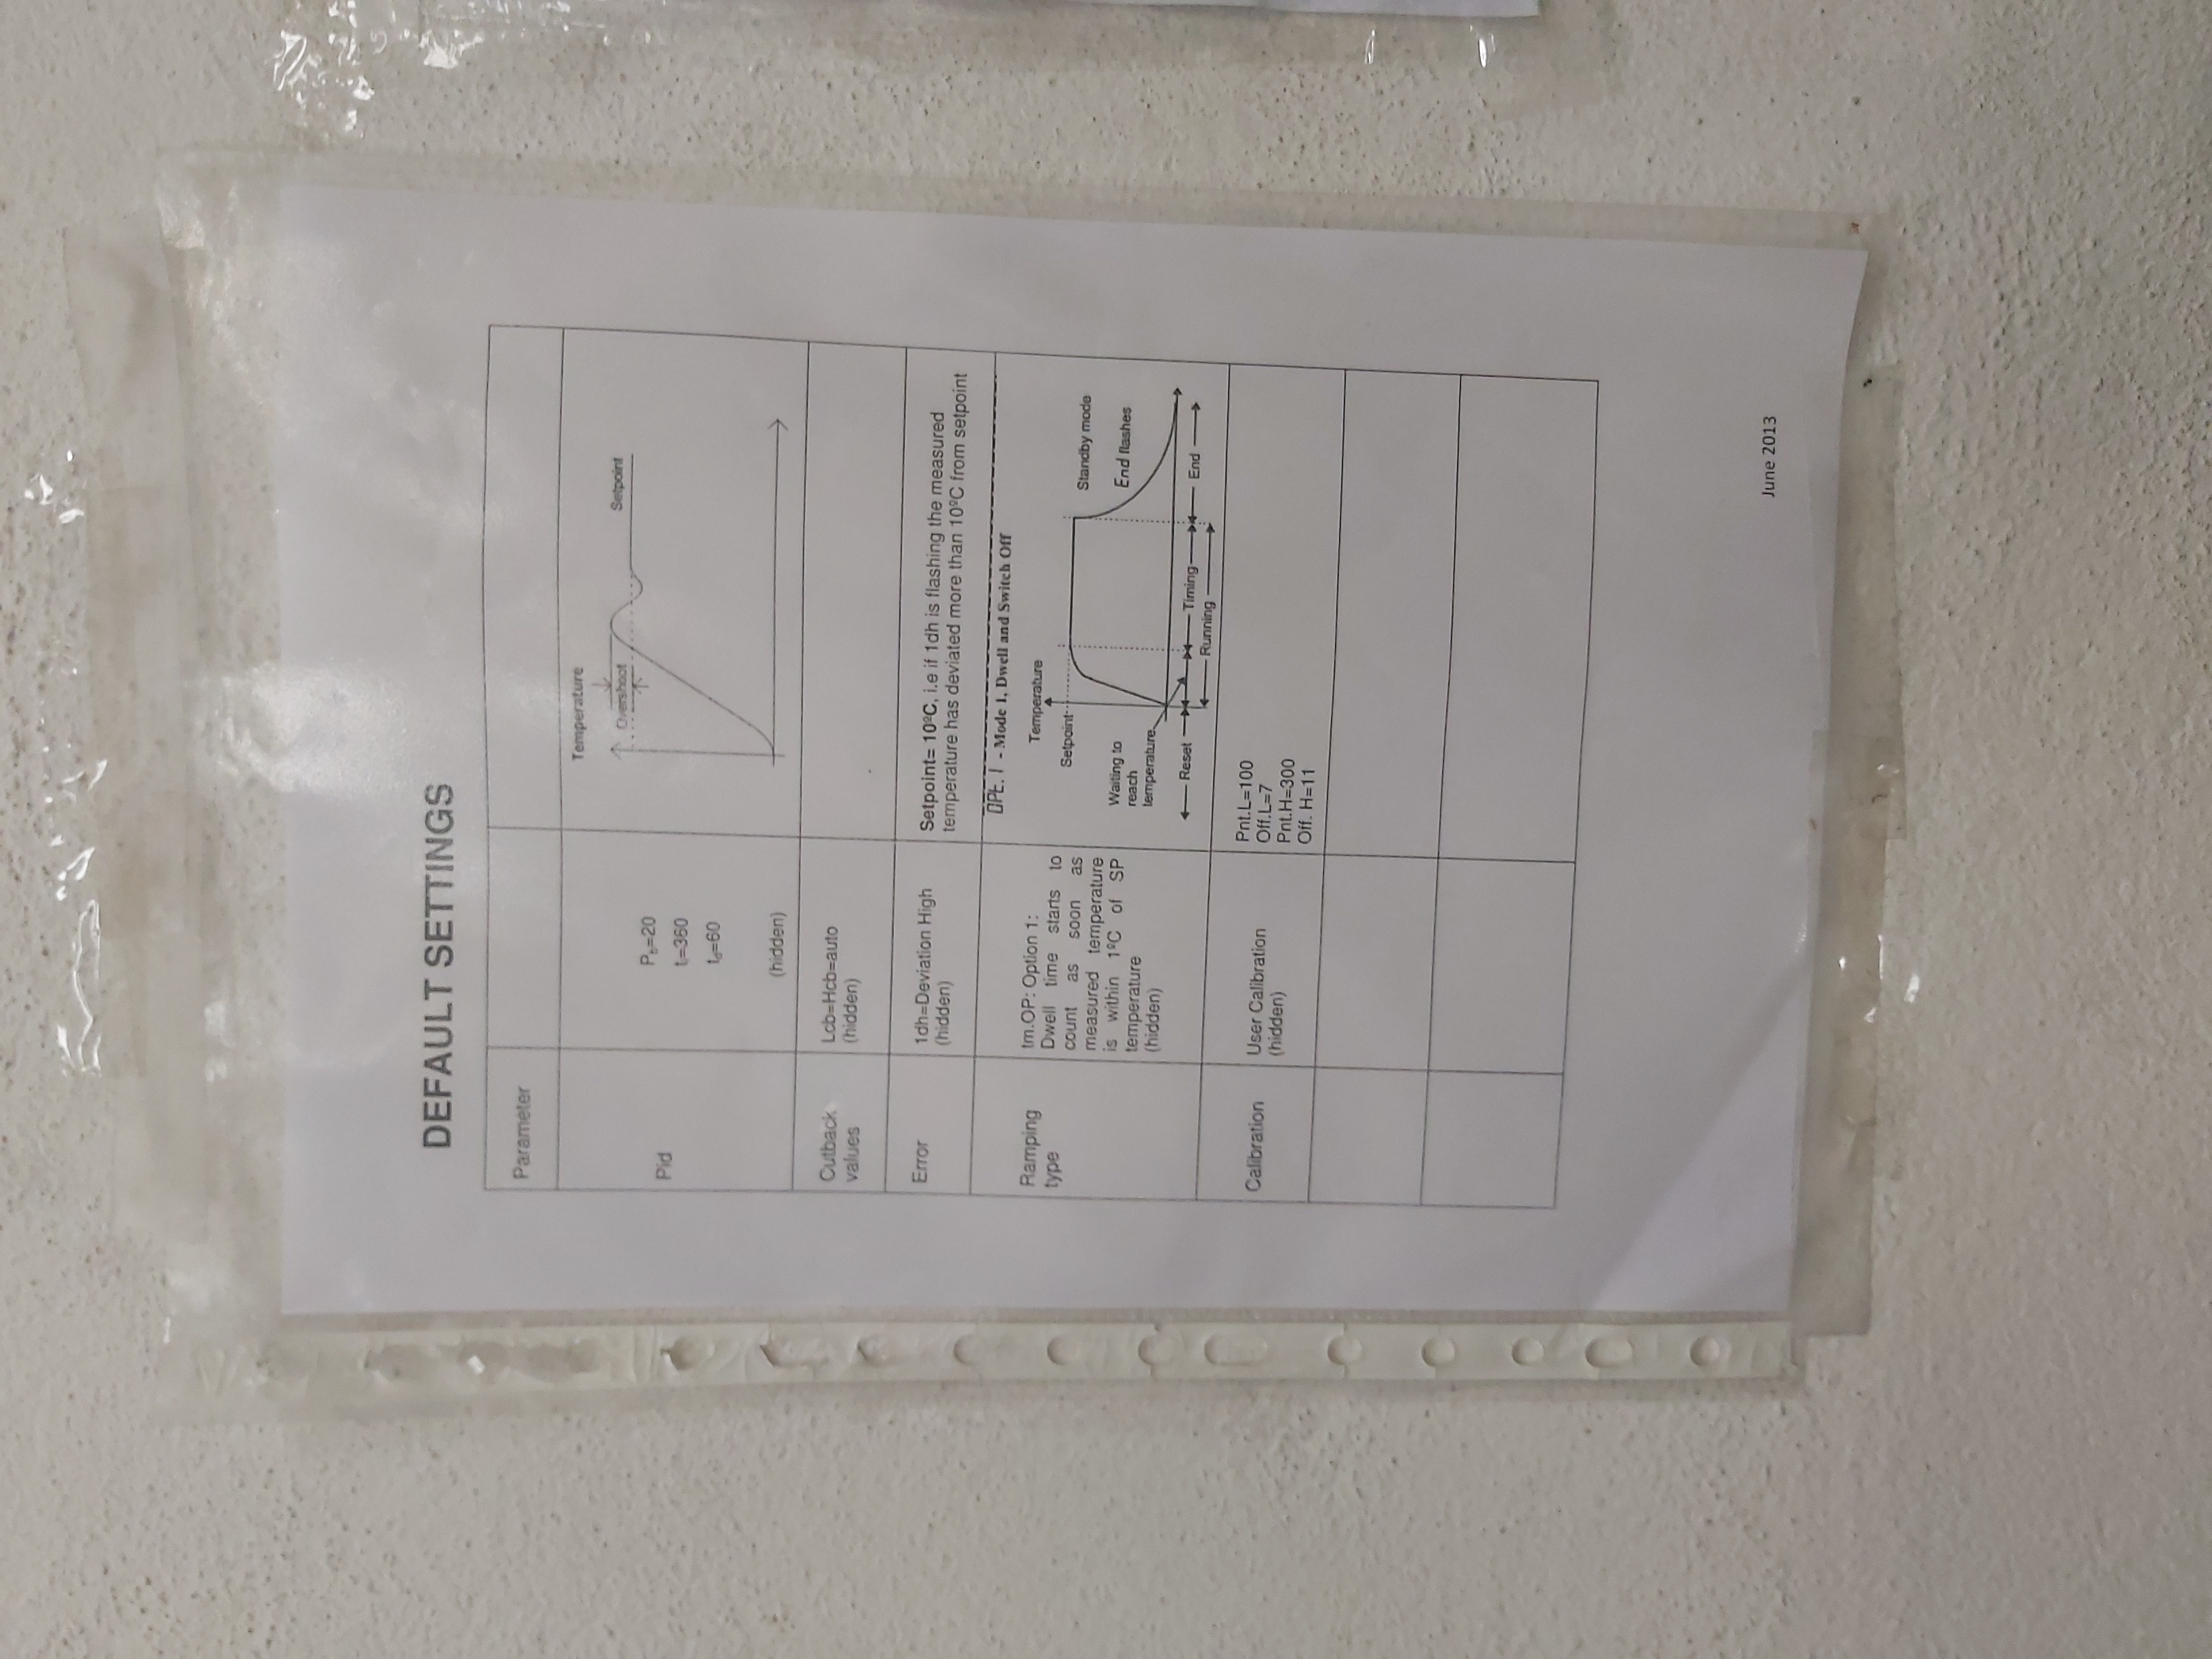 DEFAULT SETTINGS
Parameter
Pid
Pb=20
ti=360
td=60
(hidden)
Temperature
Overshoot
Setpoint
Cutback
values
Lcb=Hcb=auto
(hidden)
Error
1dh=Deviation High
(hidden)
Setpoint= 10ºC, i.e if 1dh is flashing the measured
temperature has deviated more than 10ºC from setpoint
Ramping
type
tm.OP: Option 1:
Dwell time starts to
count as soon as
measured temperature
is within 1ºC of SP
temperature
(hidden)
OPt. 1 - Mode 1, Dwell and Switch Off
Temperature
Setpoint
Standby mode
Waiting to
reach
temperature
End flashes
Reset
Timing
End
Running
Calibration
User Calibration
(hidden)
Pnt.L=100
Off.L=7
Pnt.H=300
Off. H=11
June 2013